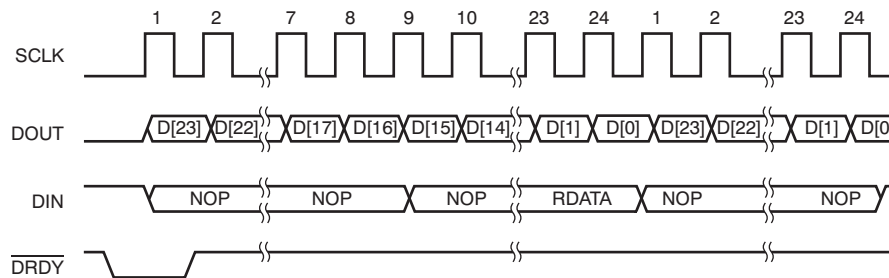 1 2 7 8 9 10 23 24 1 2 23 24
SCLK
DOUT D[23] D[22] D[17] D[16] D[15] D[14] D[1] D[0] D[23] D[22] D[1] D[0
DIN NOP NOP NOP RDATA NOP NOP
DRDY